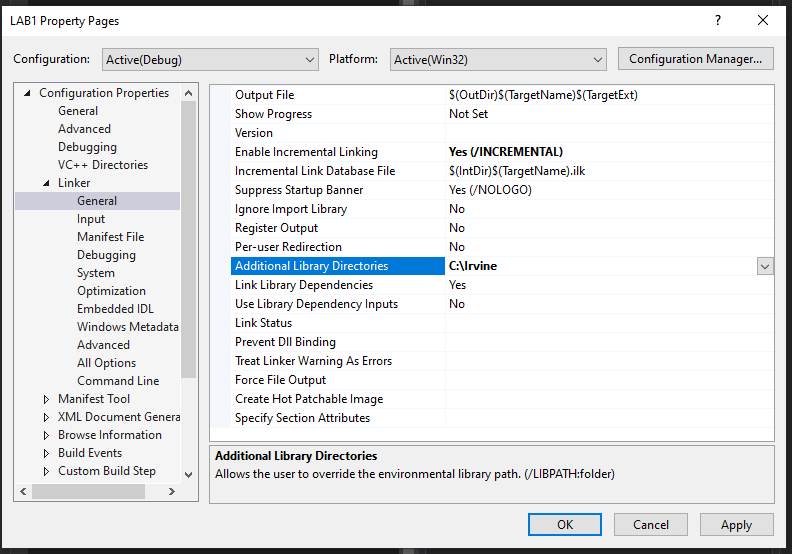 LAB1 Property Pages
Configuration: Active(Debug) Platform: Active(Win32) Configuration Manager...
Configuration Properties
General
Advanced
Debugging
VC++ Directories
Linker
General
Input
Manifest File
Debugging
System
Optimization
Embedded IDL
Windows Metadata
Advanced
All Options
Command Line
Manifest Tool
XML Document Genera
Browse Information
Build Events
Custom Build Step
Output File $(OutDir)$(TargetName)$(TargetExt)
Show Progress Not Set
Version
Enable Incremental Linking Yes (/INCREMENTAL)
Incremental Link Database File $(IntDir)$(TargetName).ilk
Suppress Startup Banner Yes (/NOLOGO)
Ignore Import Library No
Register Output No
Per-user Redirection No
Additional Library Directories C:\Irvine
Link Library Dependencies Yes
Use Library Dependency Inputs No
Link Status
Prevent Dll Binding
Treat Linker Warning As Errors
Force File Output
Create Hot Patchable Image
Specify Section Attributes
Additional Library Directories
Allows the user to override the environmental library path. (/LIBPATH:folder)
OK Cancel Apply